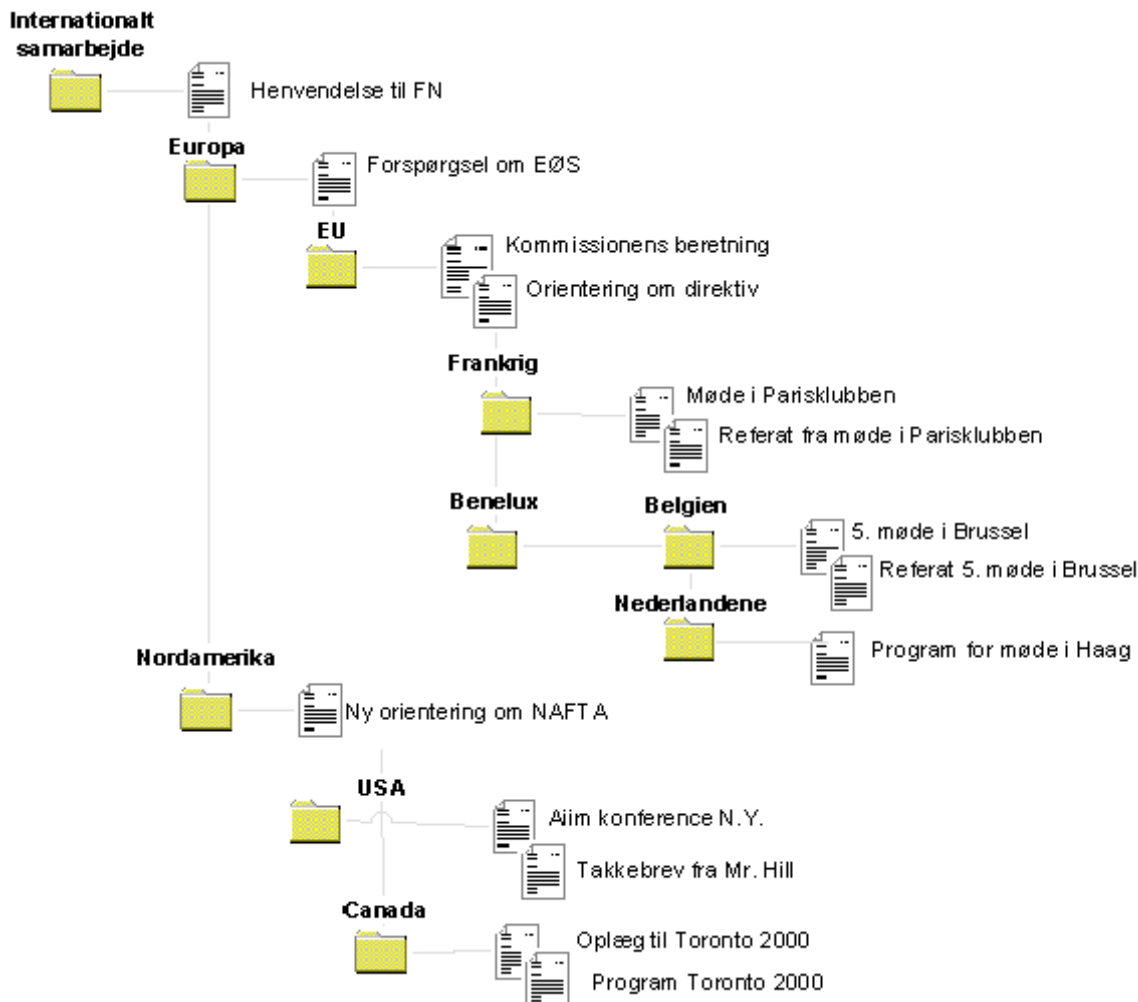 Internationalt
samarbejde
Henvendelse til FN
Europa
Forspørgsel om EØS
EU
Kommissionens beretning
Orientering om direktiv
Frankrig
Møde i Parisklubben
Referat fra møde i Parisklubben
Benelux
Belgien
5. møde i Brussel
Referat 5. møde i Brussel
Nederlandene
Program for møde i Haag
Nordamerika
Ny orientering om NAFTA
USA
Aiim konference N.Y.
Takkebrev fra Mr. Hill
Canada
Oplæg til Toronto 2000
Program Toronto 2000